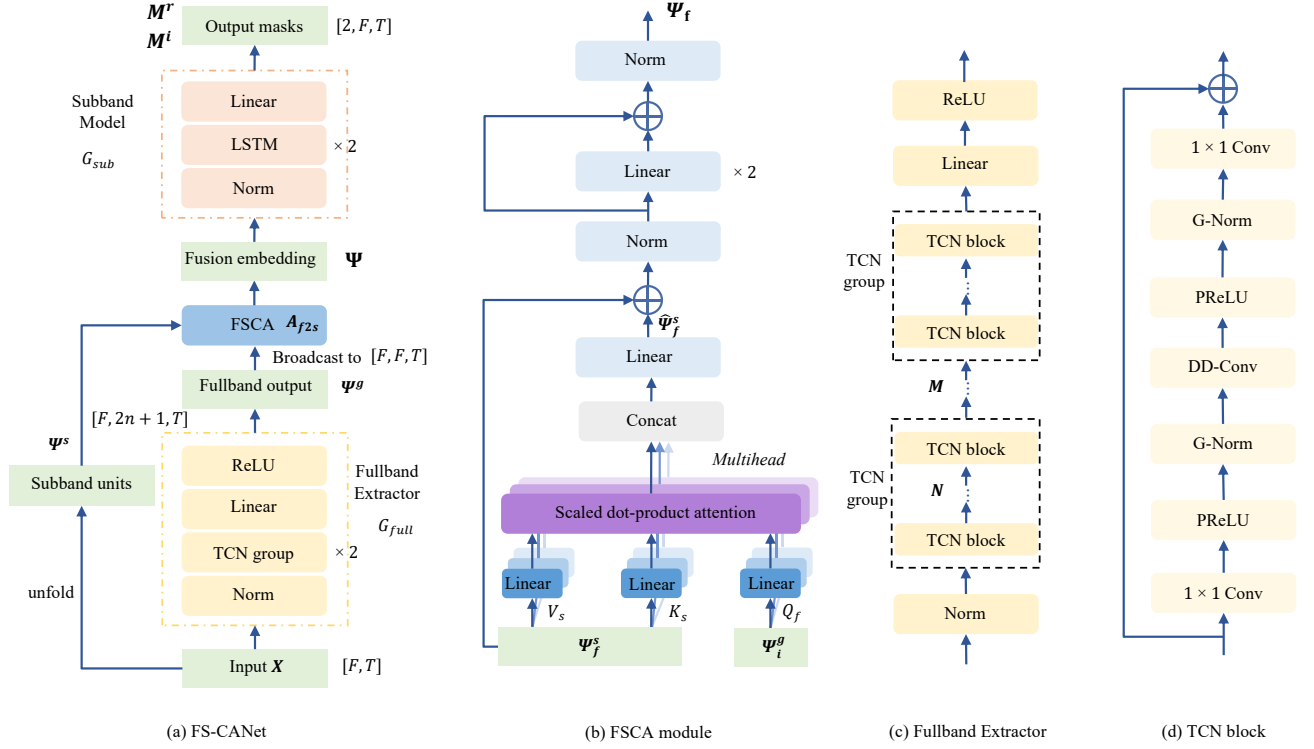 M^r
M^i
Output masks
[2, F, T]
Subband
Model
G_sub
Linear
LSTM
× 2
Norm
Fusion embedding
Ψ
FSCA
A_f2s
Broadcast to [F, F, T]
Fullband output
Ψ^g
[F, 2n + 1, T]
Ψ^s
Subband units
unfold
ReLU
Linear
TCN group
× 2
Norm
Fullband
Extractor
G_full
Input X
[F, T]
(a) FS-CANet
Ψ_f
Norm
Linear
× 2
Norm
Ψ̂_f^s
Linear
Concat
Multihead
Scaled dot-product attention
Linear
Linear
Linear
V_s
K_s
Q_f
Ψ_f^s
Ψ_i^g
(b) FSCA module
ReLU
Linear
TCN
group
TCN block
TCN block
M
TCN
group
TCN block
N
TCN block
Norm
(c) Fullband Extractor
1 × 1 Conv
G-Norm
PReLU
DD-Conv
G-Norm
PReLU
1 × 1 Conv
(d) TCN block